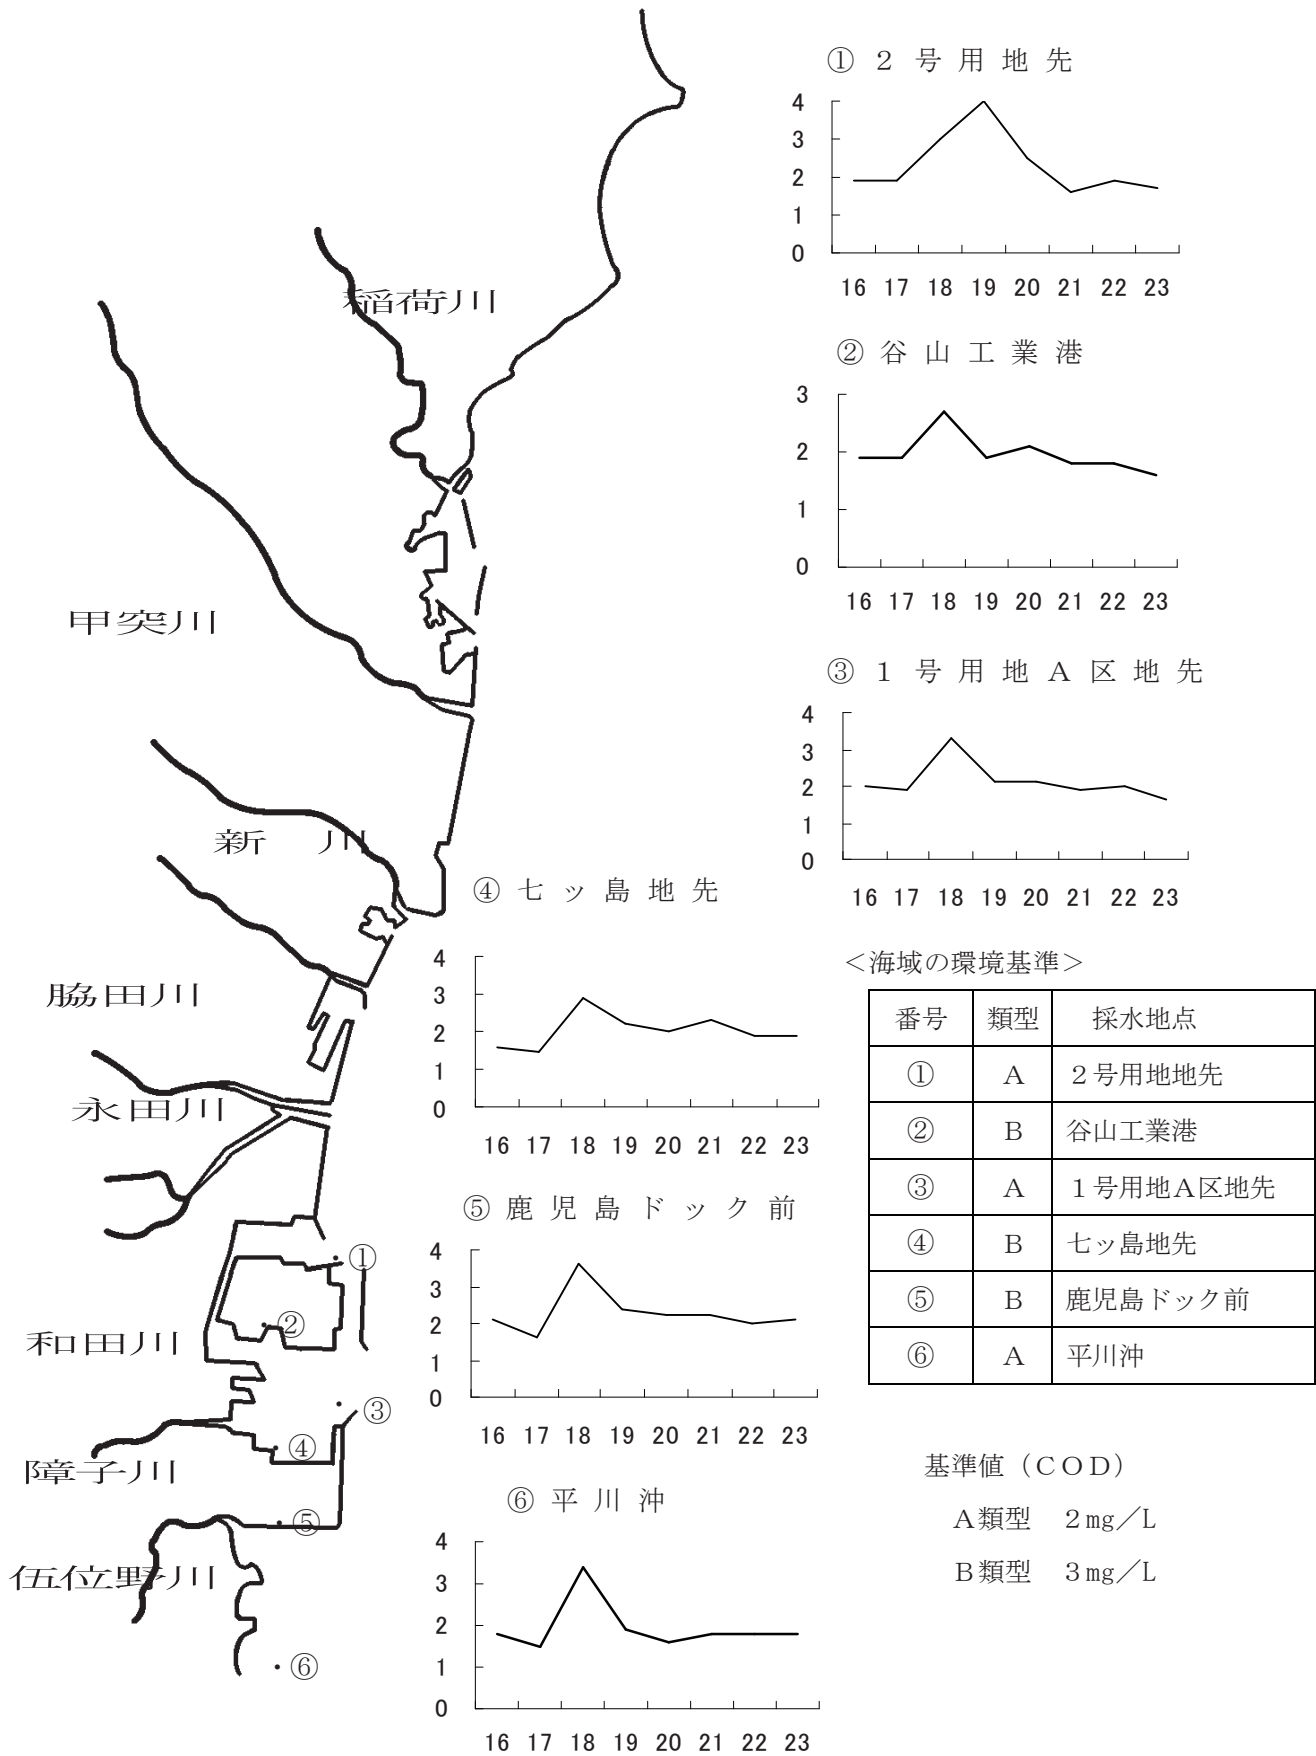 ① ２ 号 用 地 先
4
3
2
1
0
16 17 18 19 20 21 22 23
稲荷川
② 谷 山 工 業 港
3
2
1
0
16 17 18 19 20 21 22 23
甲突川
③ １ 号 用 地 Ａ 区 地 先
4
3
2
1
0
16 17 18 19 20 21 22 23
新　川
④ 七 ッ 島 地 先
4
3
2
1
0
16 17 18 19 20 21 22 23
脇田川
永田川
＜海域の環境基準＞
番号 類型 採水地点
① Ａ ２号用地地先
② Ｂ 谷山工業港
③ Ａ １号用地Ａ区地先
④ Ｂ 七ッ島地先
⑤ Ｂ 鹿児島ドック前
⑥ Ａ 平川沖
⑤ 鹿 児 島 ド ッ ク 前
4
3
2
1
0
16 17 18 19 20 21 22 23
①
②
和田川
③
④
障子川
⑤
伍位野川
⑥
基準値（ＣＯＤ）
Ａ類型　２㎎／L
Ｂ類型　３㎎／L
⑥ 平 川 沖
4
3
2
1
0
16 17 18 19 20 21 22 23